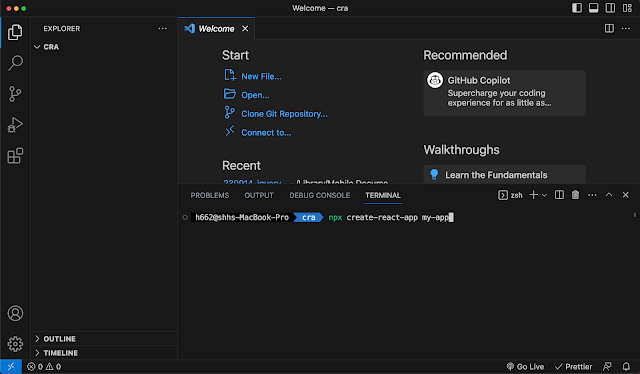 Welcome — cra
EXPLORER
CRA
Welcome
Start
New File...
Open...
Clone Git Repository...
Connect to...
Recent
230914_jquery ~/Library/Mobile Docume...
Recommended
GitHub Copilot
Supercharge your coding
experience for as little as...
Walkthroughs
Learn the Fundamentals
PROBLEMS OUTPUT DEBUG CONSOLE TERMINAL zsh
h662@shhs-MacBook-Pro cra npx create-react-app my-app
OUTLINE
TIMELINE
0 0 Go Live Prettier